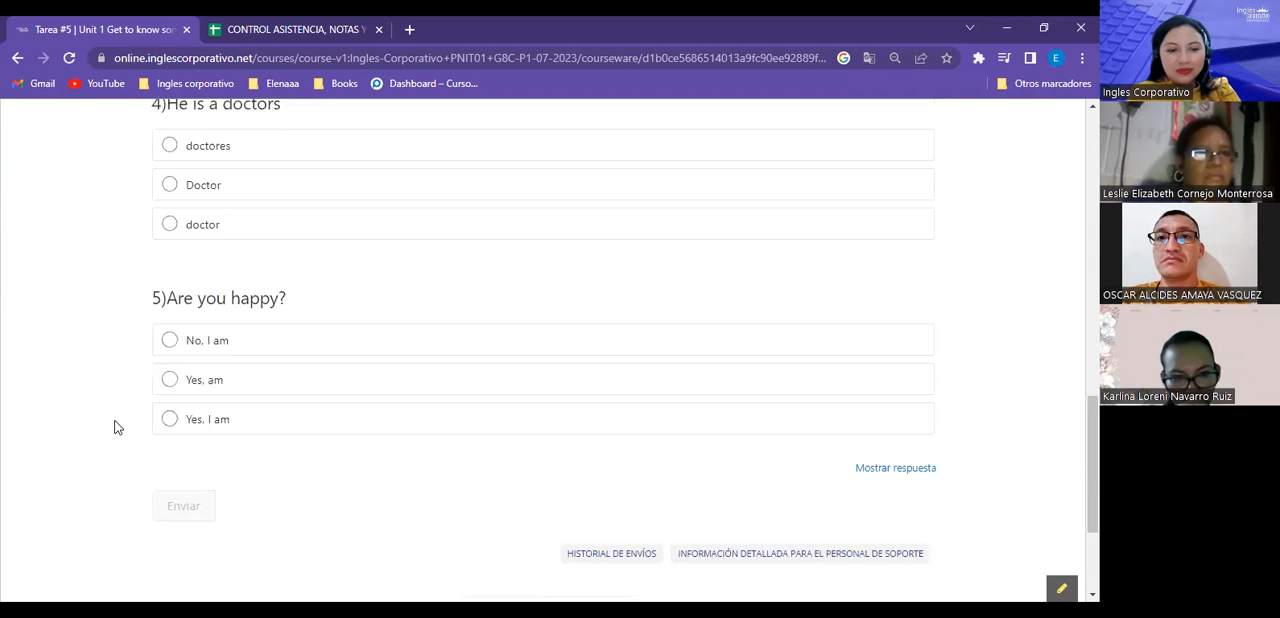 Tarea #5 | Unit 1 Get to know som
CONTROL ASISTENCIA, NOTAS Y
online.inglescorporativo.net/courses/course-v1:Ingles-Corporativo+PNIT01+G8C-P1-07-2023/courseware/d1b0ce5686514013a9fc90ee92889f...
E
Gmail
YouTube
Ingles corporativo
Elenaaa
Books
Dashboard – Curso...
Otros marcadores
4)He is a doctors
doctores
Doctor
doctor
5)Are you happy?
No, I am
Yes, am
Yes, I am
Mostrar respuesta
Enviar
HISTORIAL DE ENVÍOS
INFORMACIÓN DETALLADA PARA EL PERSONAL DE SOPORTE
Ingles
Ingles Corporativo
Leslie Elizabeth Cornejo Monterrosa
OSCAR ALCIDES AMAYA VASQUEZ
Karlina Loreni Navarro Ruiz